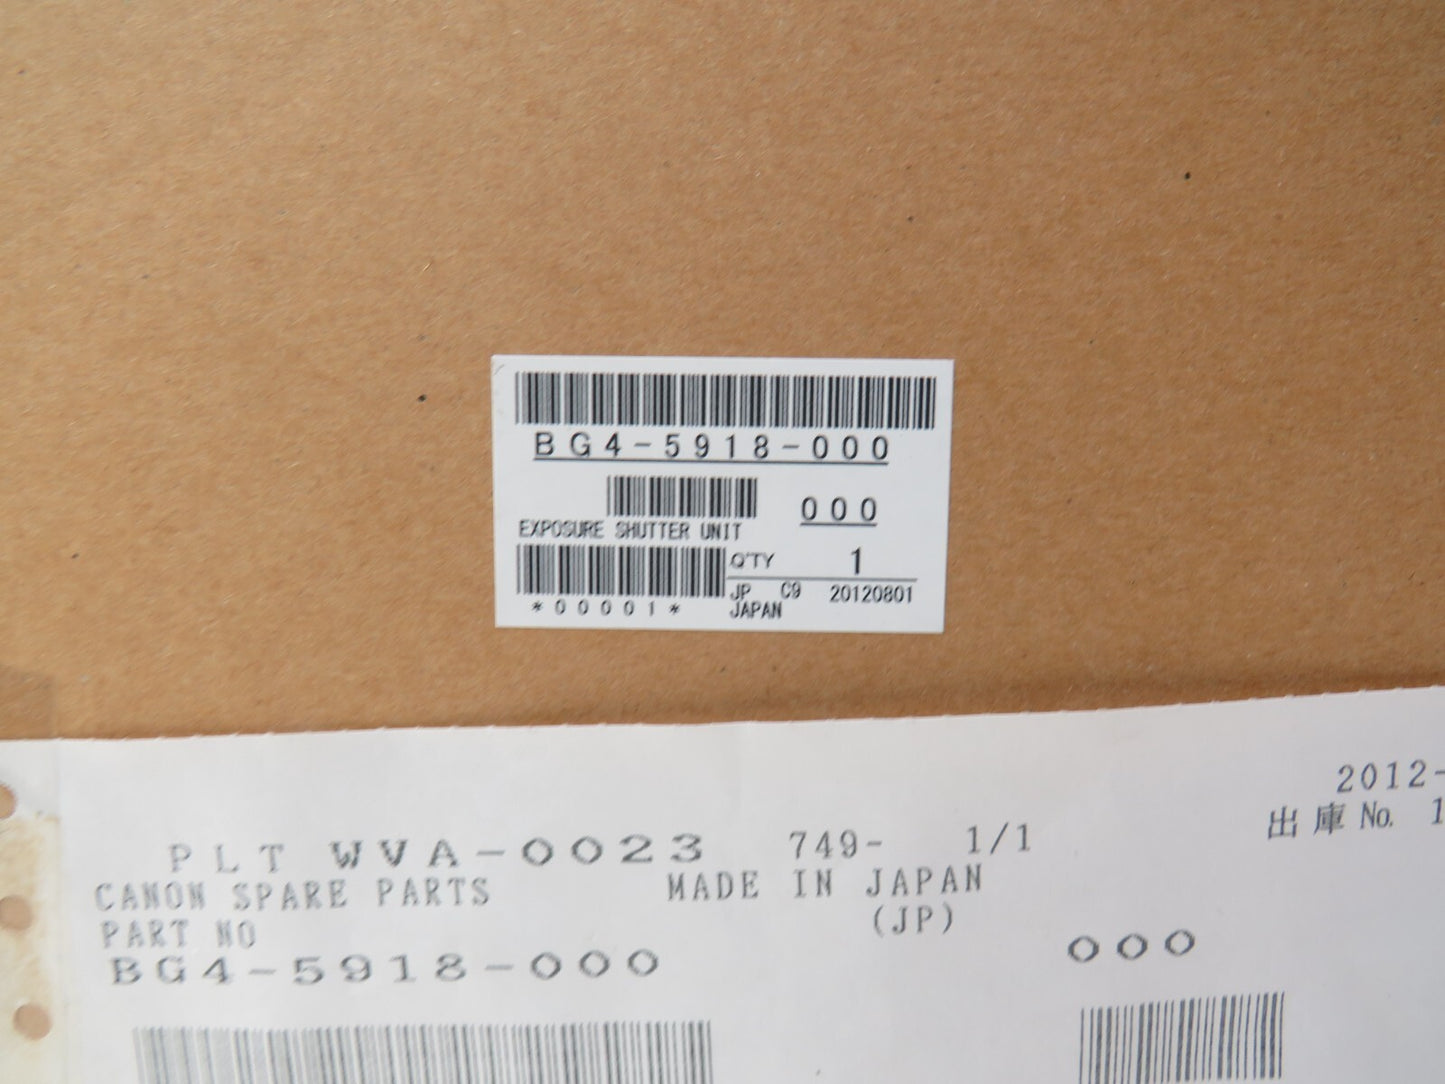 BG4-5918-000
000
EXPOSURE SHUTTER UNIT
Q'TY 1
JP C9 20120801
*00001* JAPAN
2012-
出庫No. 1
PLT WVA-0023 749- 1/1
CANON SPARE PARTS MADE IN JAPAN
PART NO (JP)
BG4-5918-000 000